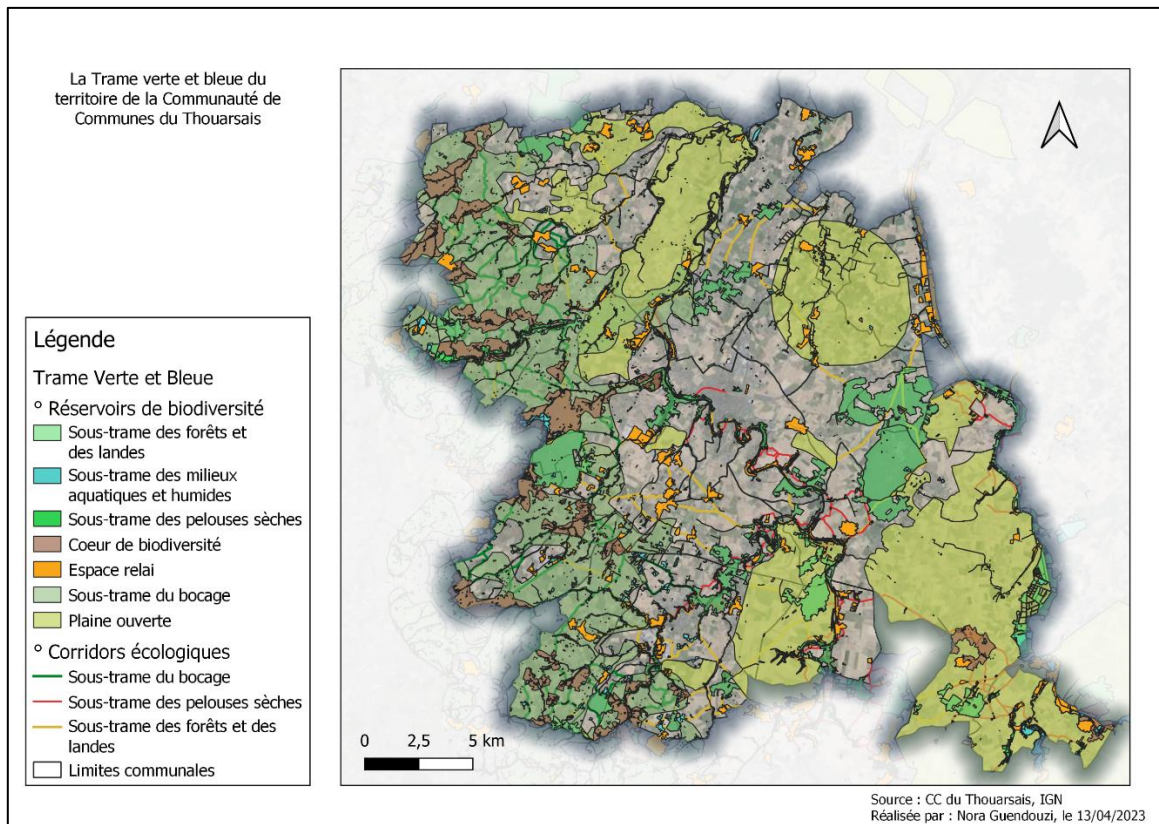 La Trame verte et bleue du
territoire de la Communauté de
Communes du Thouarsais
Légende
Trame Verte et Bleue
° Réservoirs de biodiversité
Sous-trame des forêts et
des landes
Sous-trame des milieux
aquatiques et humides
Sous-trame des pelouses sèches
Coeur de biodiversité
Espace relai
Sous-trame du bocage
Plaine ouverte
° Corridors écologiques
Sous-trame du bocage
Sous-trame des pelouses sèches
Sous-trame des forêts et des
landes
Limites communales
0 2,5 5 km
Source : CC du Thouarsais, IGN
Réalisée par : Nora Guendouzi, le 13/04/2023